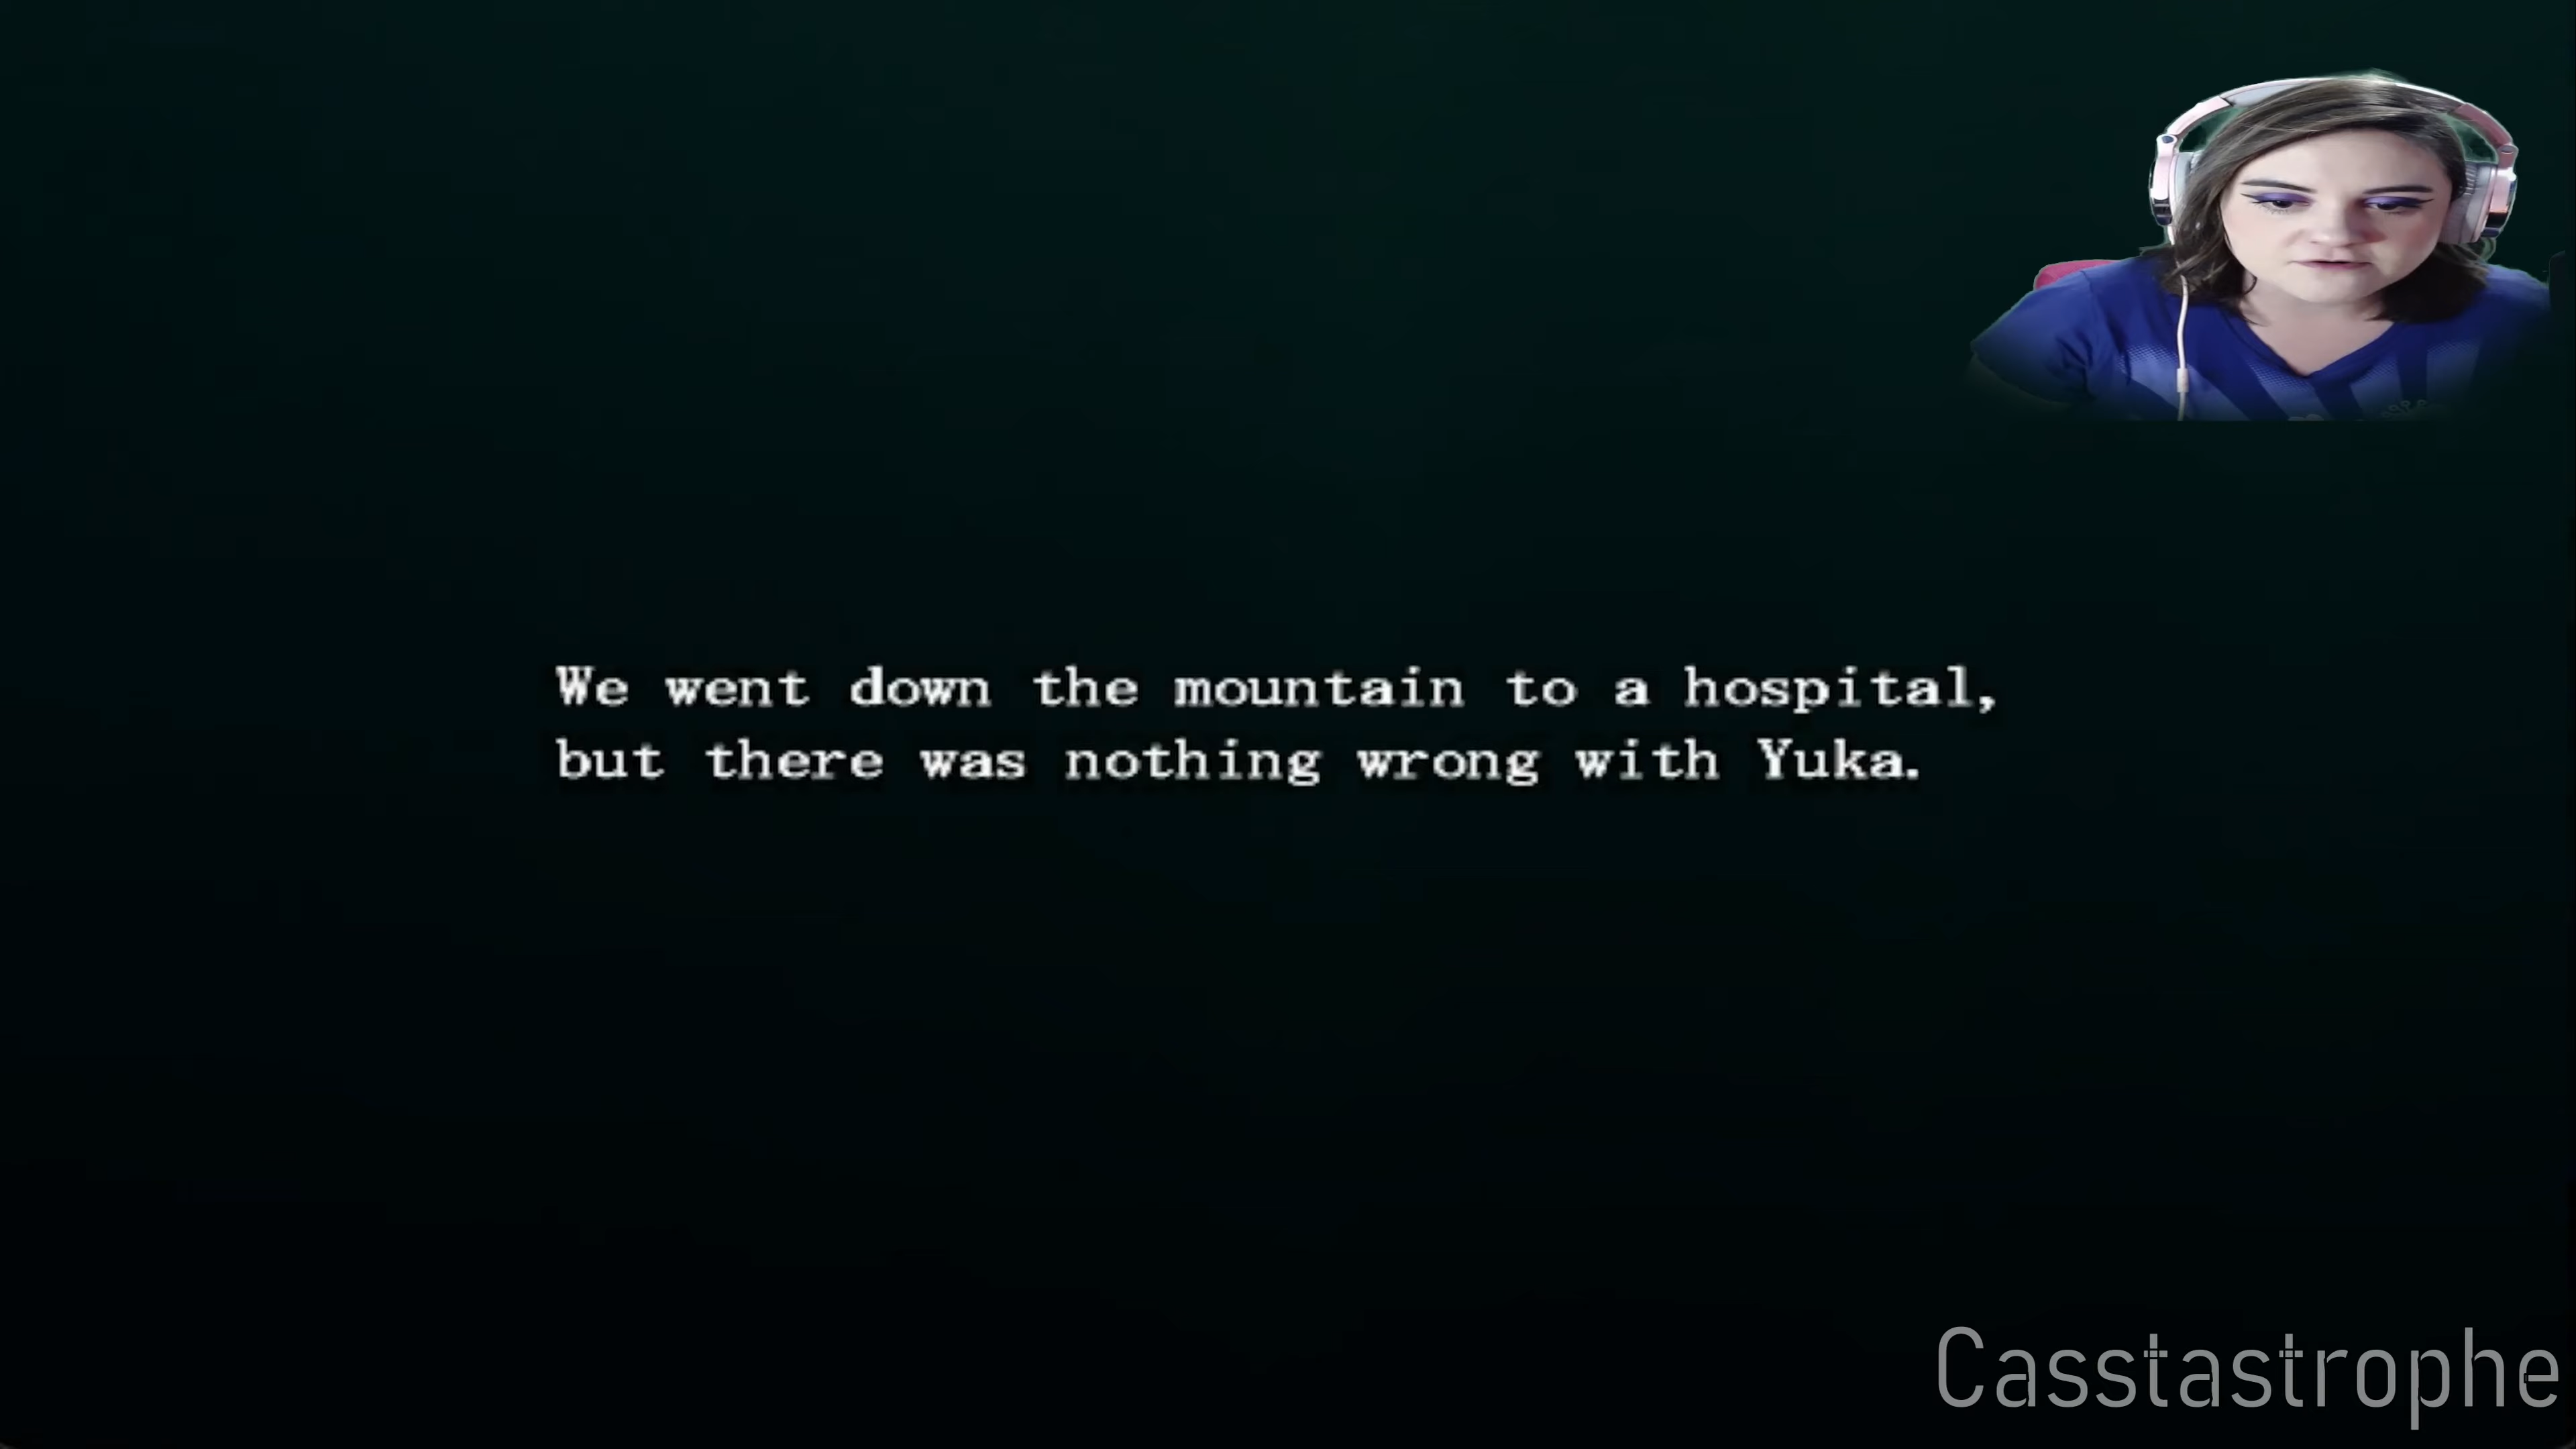 We went down the mountain to a hospital,
but there was nothing wrong with Yuka.
Casstastrophe